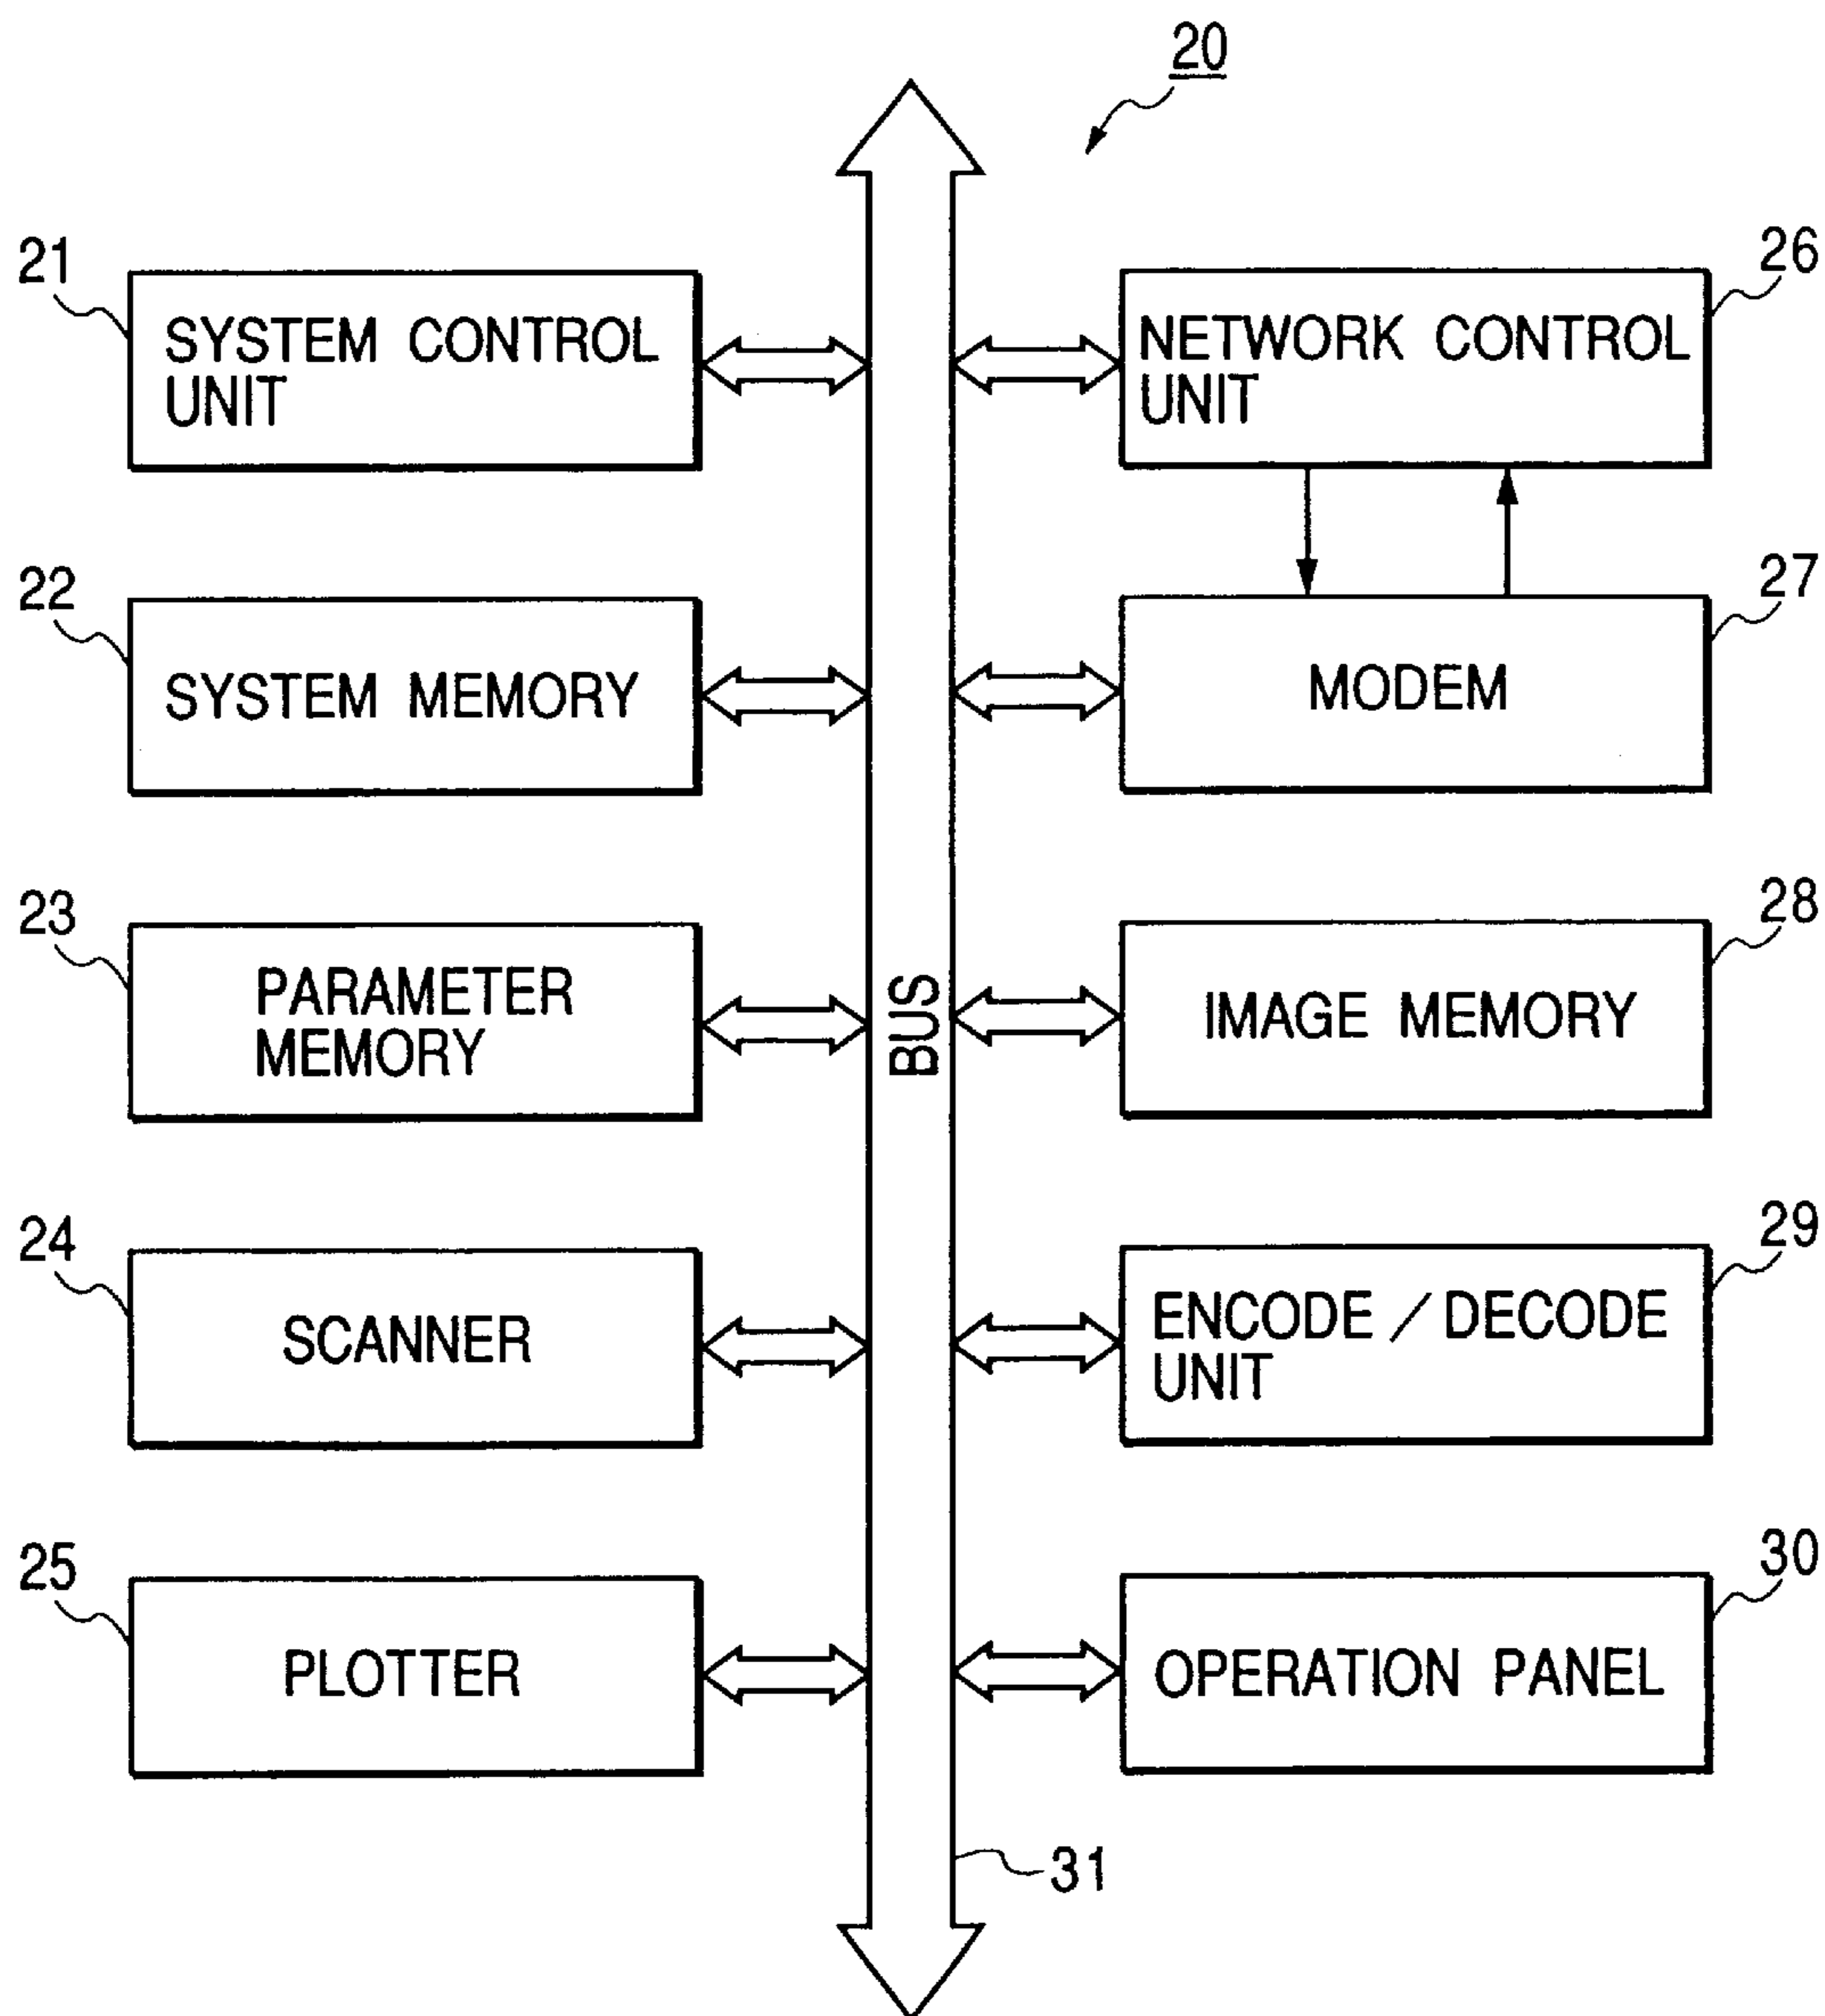 20
21
SYSTEM CONTROL
UNIT
22
SYSTEM MEMORY
23
PARAMETER
MEMORY
24
SCANNER
25
PLOTTER
BUS
31
26
NETWORK CONTROL
UNIT
27
MODEM
28
IMAGE MEMORY
29
ENCODE / DECODE
UNIT
30
OPERATION PANEL